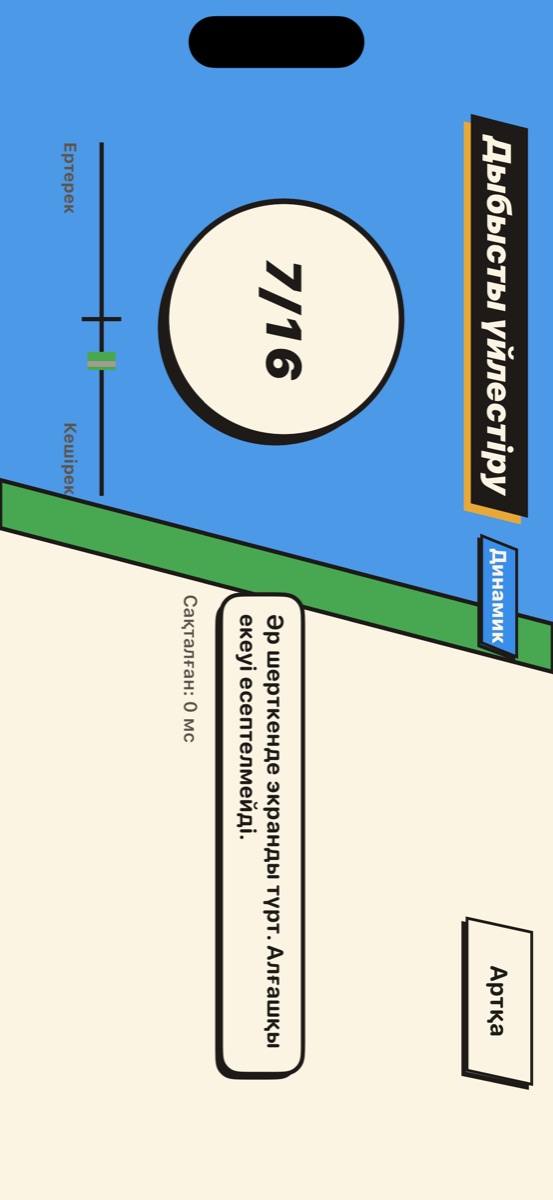 Дыбысты үйлестіру
Динамик
Артқа
7/16
Әр шерткенде экранды түрт. Алғашқы
екеуі есептелмейді.
Сақталған: 0 мс
Ертерек
Кешірек